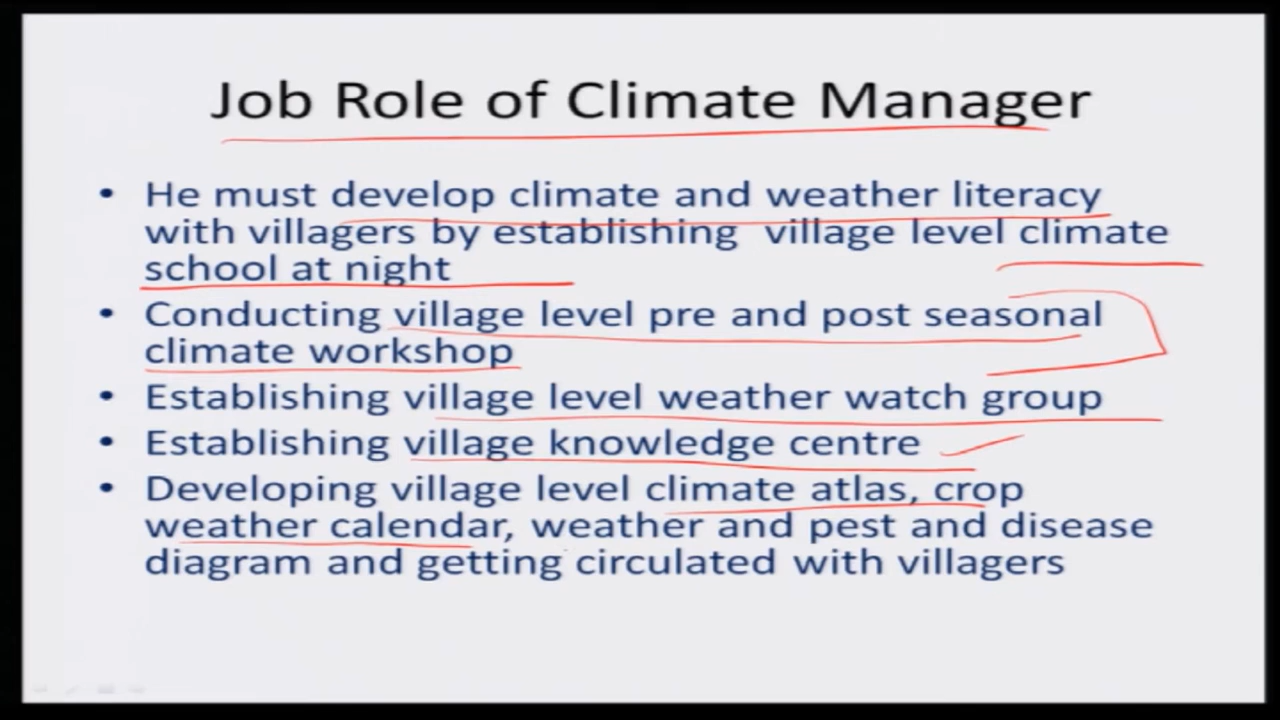 Job Role of Climate Manager
• He must develop climate and weather literacy
with villagers by establishing village level climate
school at night
• Conducting village level pre and post seasonal
climate workshop
• Establishing village level weather watch group
• Establishing village knowledge centre
• Developing village level climate atlas, crop
weather calendar, weather and pest and disease
diagram and getting circulated with villagers